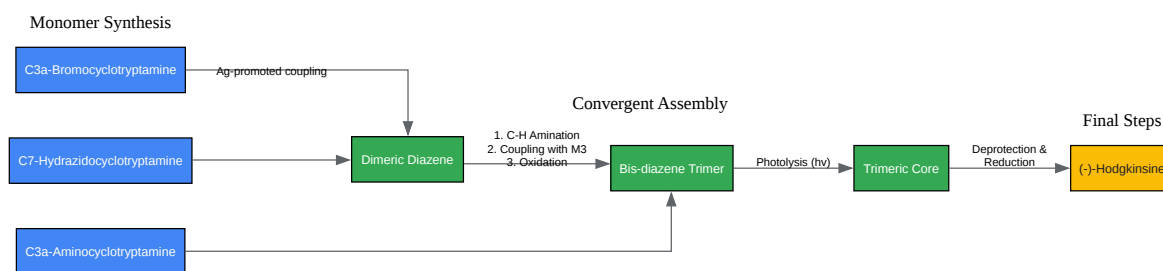 Monomer Synthesis
C3a-Bromocyclotryptamine
Ag-promoted coupling
C7-Hydrazidocyclotryptamine
C3a-Aminocyclotryptamine
Dimeric Diazene
Convergent Assembly
1. C-H Amination
2. Coupling with M3
3. Oxidation
Bis-diazene Trimer
Photolysis (hv)
Trimeric Core
Final Steps
Deprotection &
Reduction
(-)-Hodgkinsine